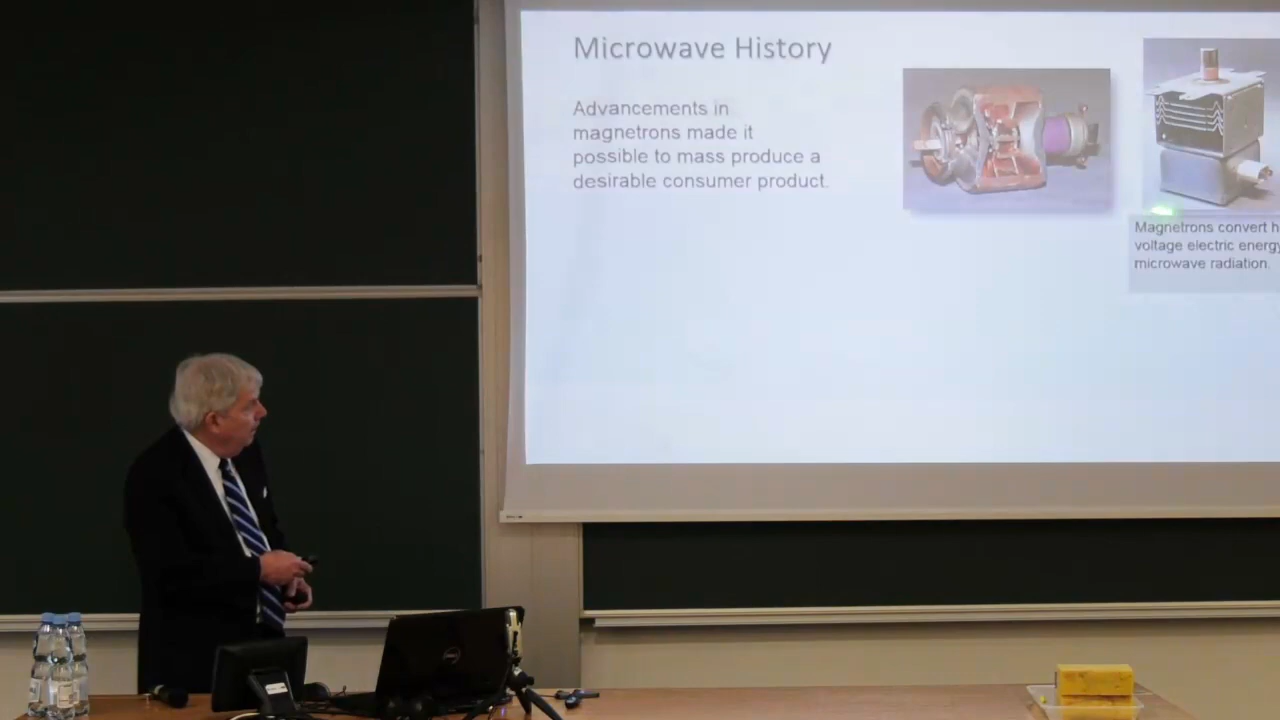 Microwave History
Advancements in
magnetrons made it
possible to mass produce a
desirable consumer product.
Magnetrons convert h
voltage electric energy
microwave radiation.
DELL